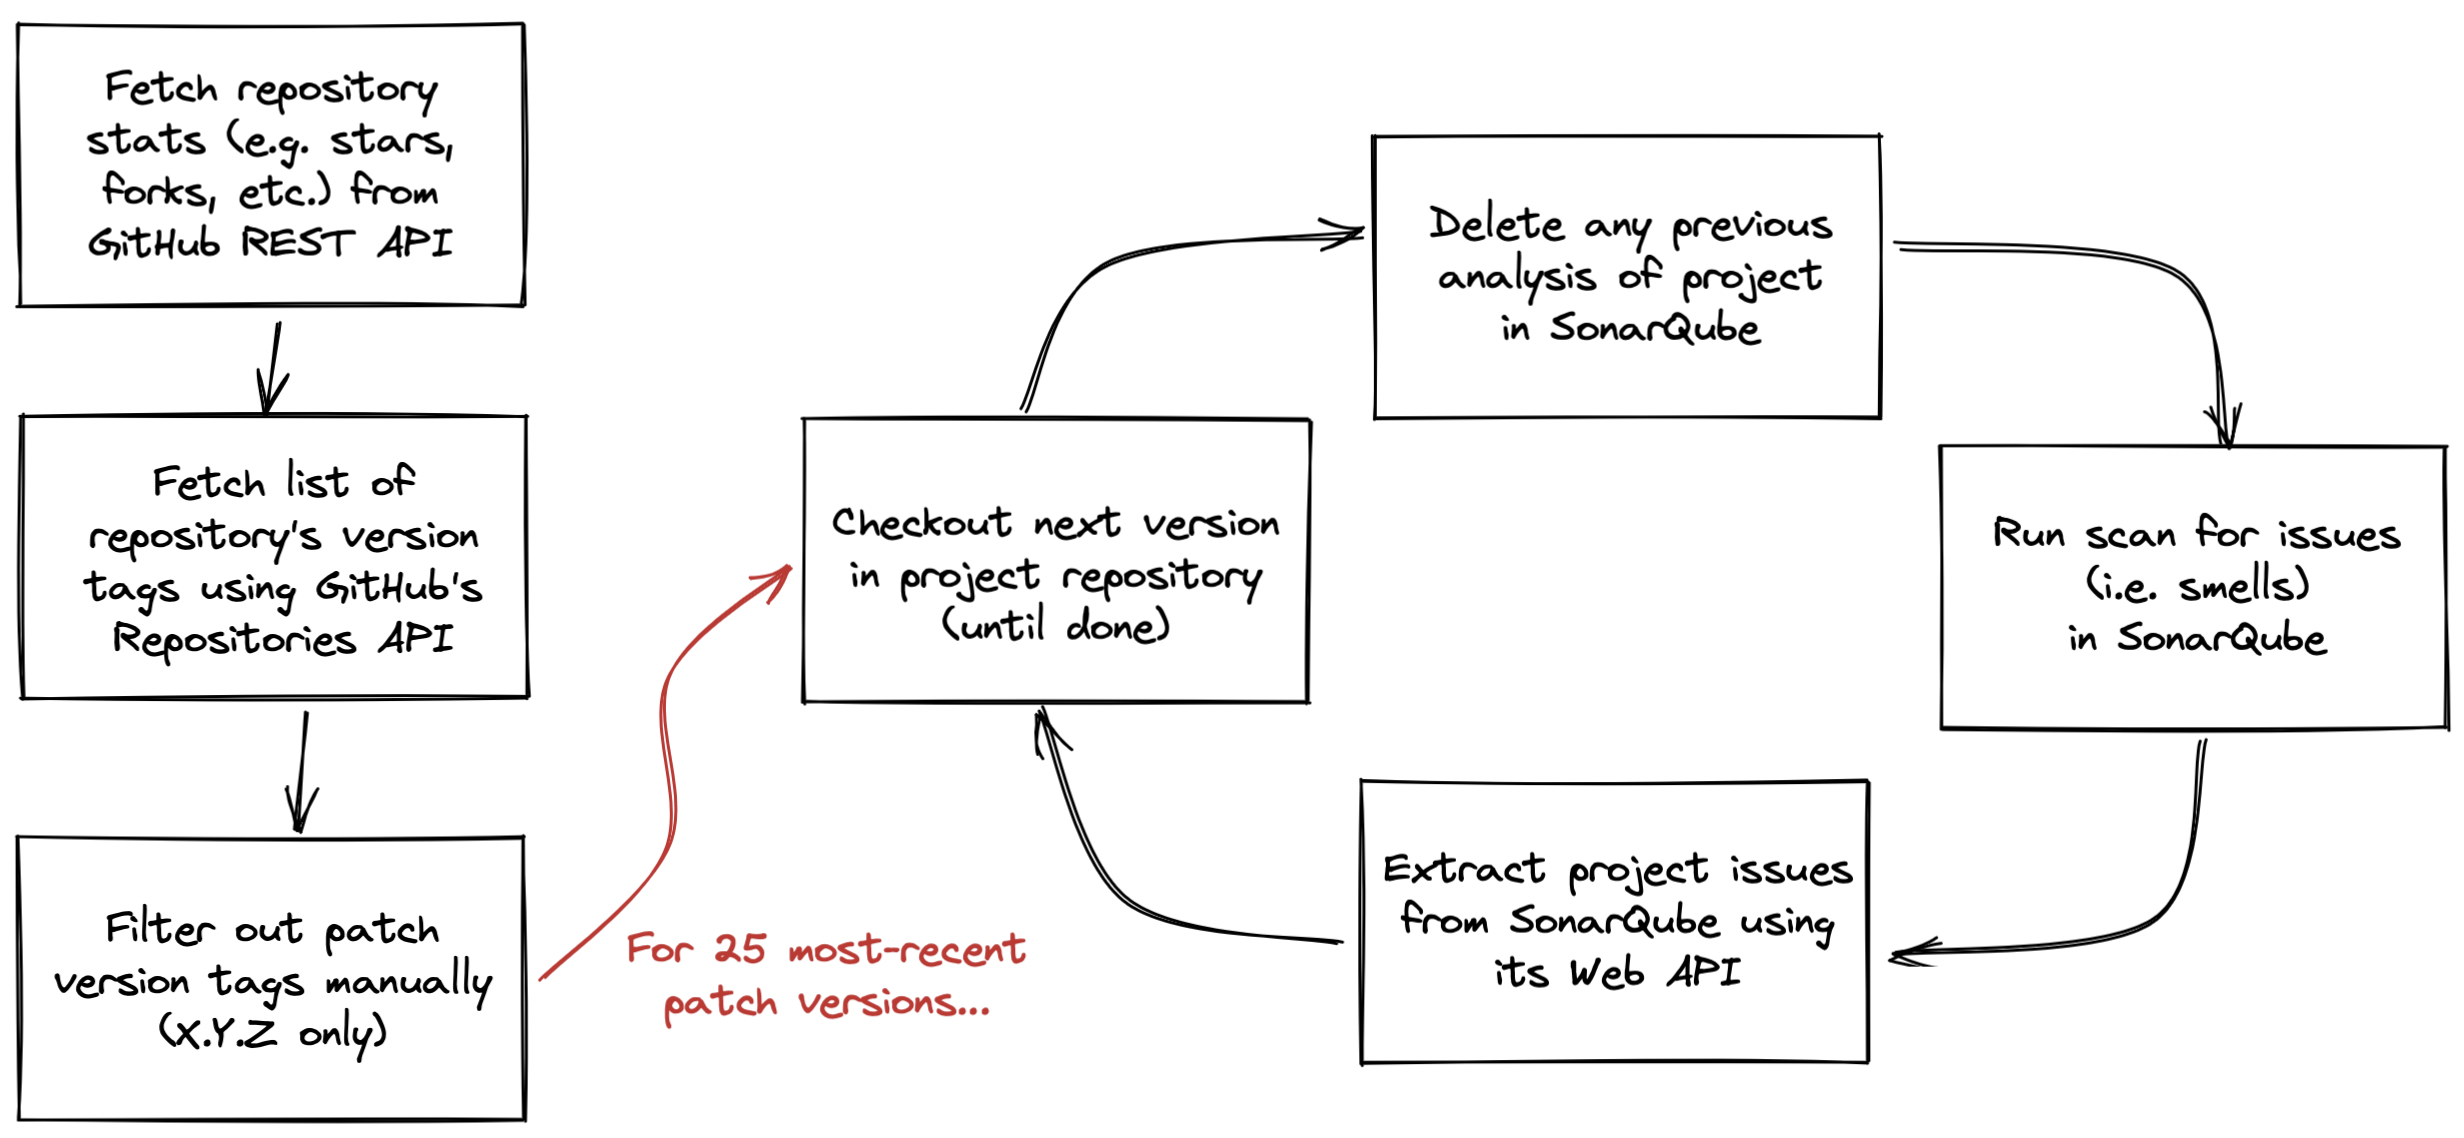 Fetch repository
stats (e.g. stars,
forks, etc.) from
GitHub REST API
Fetch list of
repository's version
tags using GitHub's
Repositories API
Filter out patch
version tags manually
(X.Y.Z only)
For 25 most-recent
patch versions...
Checkout next version
in project repository
(until done)
Delete any previous
analysis of project
in SonarQube
Run scan for issues
(i.e. smells)
in SonarQube
Extract project issues
from SonarQube using
its Web API